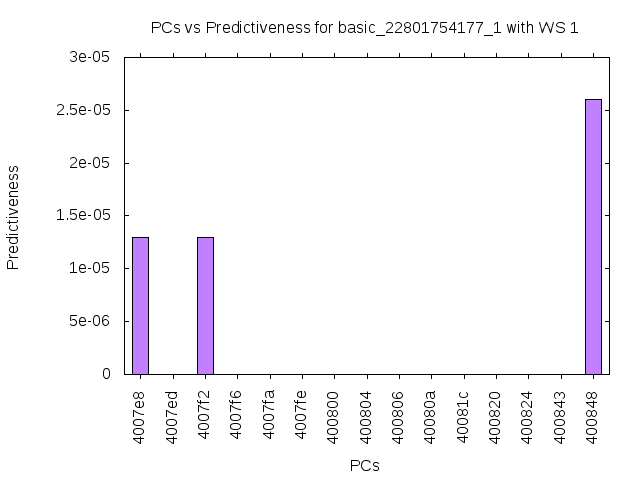 PCs vs Predictiveness for basic_22801754177_1 with WS 1
3e-05
2.5e-05
2e-05
1.5e-05
1e-05
5e-06
0
Predictiveness
4007e8
4007ed
4007f2
4007f6
4007fa
4007fe
400800
400804
400806
40080a
40081c
400820
400824
400843
400848
PCs